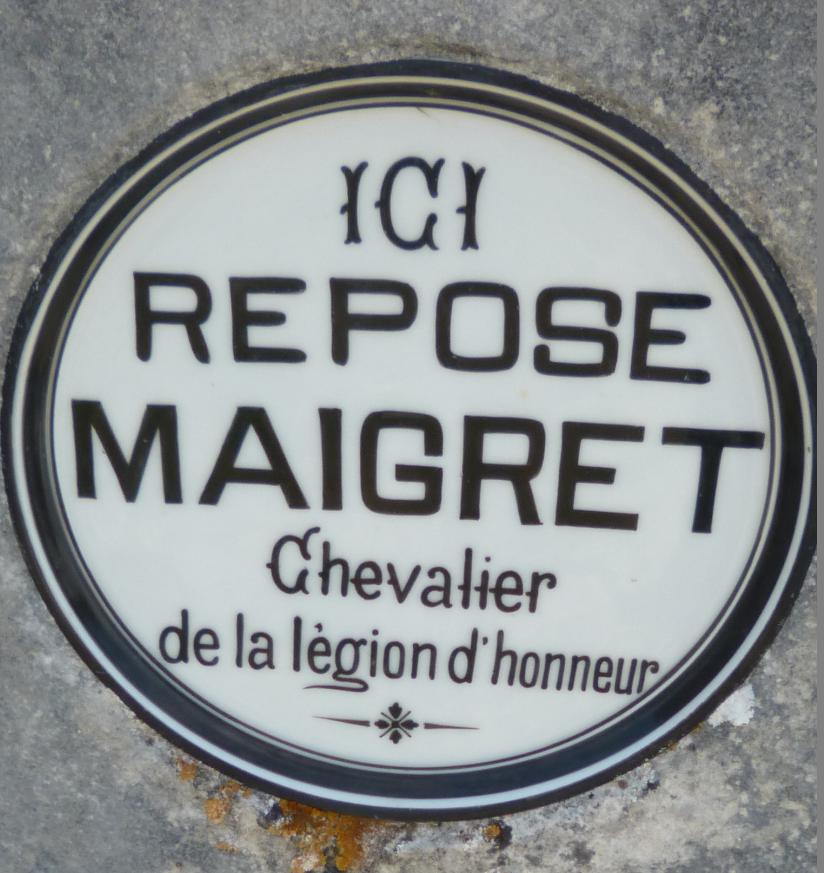 ICI
REPOSE
MAIGRET
Chevalier
de la légion d'honneur